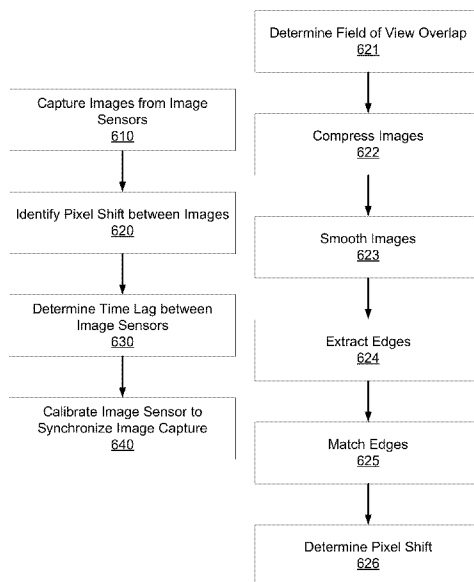 Capture Images from Image
Sensors
610
Identify Pixel Shift between Images
620
Determine Time Lag between
Image Sensors
630
Calibrate Image Sensor to
Synchronize Image Capture
640
Determine Field of View Overlap
621
Compress Images
622
Smooth Images
623
Extract Edges
624
Match Edges
625
Determine Pixel Shift
626